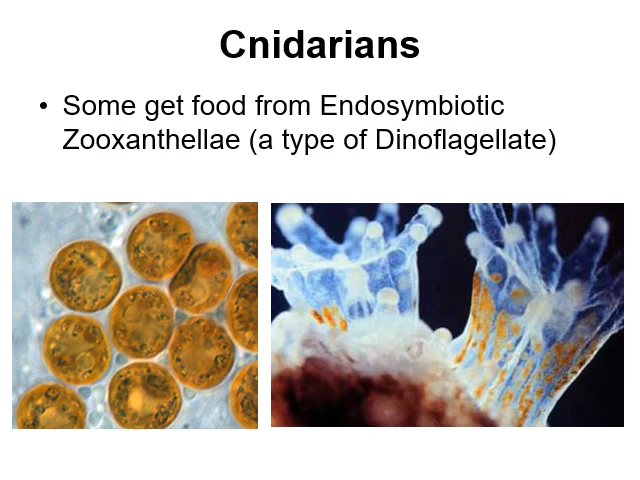 Cnidarians
• Some get food from Endosymbiotic
Zooxanthellae (a type of Dinoflagellate)